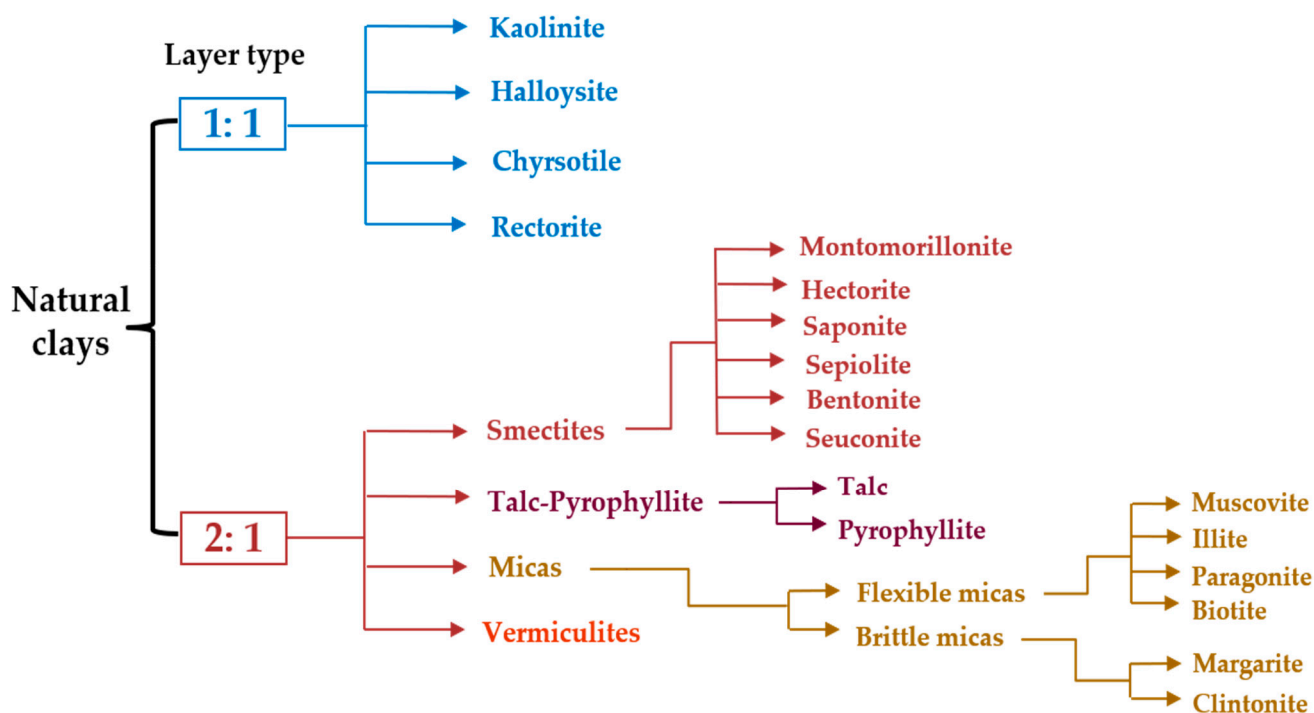 Layer type
1: 1
Kaolinite
Halloysite
Chyrsotile
Rectorite
Natural
clays
2: 1
Smectites
Montomorillonite
Hectorite
Saponite
Sepiolite
Bentonite
Seuconite
Talc-Pyrophyllite
Talc
Pyrophyllite
Micas
Flexible micas
Muscovite
Illite
Paragonite
Biotite
Brittle micas
Margarite
Clintonite
Vermiculites